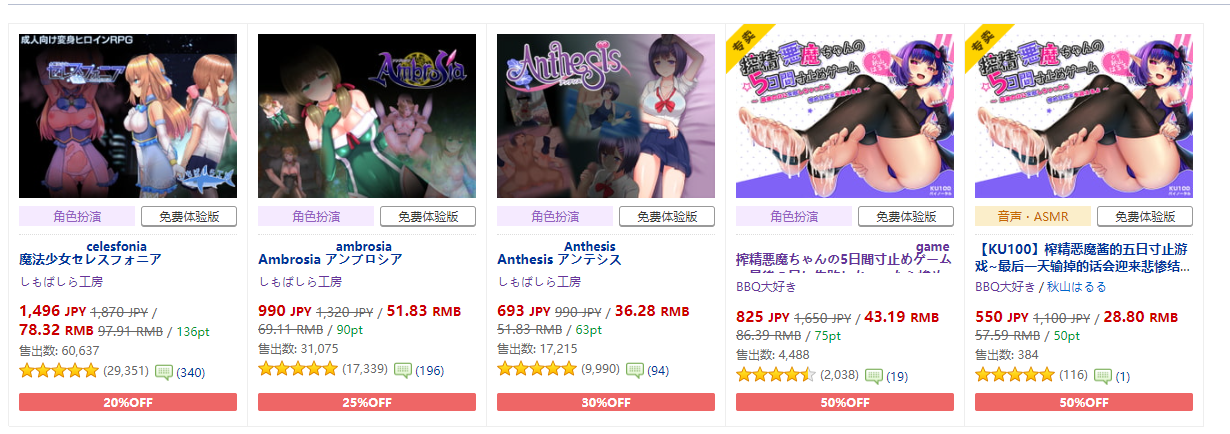 成人向け変身ヒロインRPG
セレスフォニア
角色扮演
免费体验版
celesfonia
魔法少女セレスフォニア
しもばしら工房
1,496 JPY 1,870 JPY /
78.32 RMB 97.91 RMB / 136pt
售出数: 60,637
(29,351) (340)
20%OFF
Ambrosia
角色扮演
免费体验版
ambrosia
Ambrosia アンブロシア
しもばしら工房
990 JPY 1,320 JPY / 51.83 RMB
69.11 RMB / 90pt
售出数: 31,075
(17,339) (196)
25%OFF
Anthesis
角色扮演
免费体验版
Anthesis
Anthesis アンテシス
しもばしら工房
693 JPY 990 JPY / 36.28 RMB
51.83 RMB / 63pt
售出数: 17,215
(9,990) (94)
30%OFF
专卖
搾精悪魔ちゃんの
5日間寸止めゲーム
KU100
角色扮演
免费体验版
game
搾精悪魔ちゃんの5日間寸止めゲーム
BBQ大好き
825 JPY 1,650 JPY / 43.19 RMB
86.39 RMB / 75pt
售出数: 4,488
(2,038) (19)
50%OFF
专卖
搾精悪魔ちゃんの
5日間寸止めゲーム
KU100
音声・ASMR
免费体验版
【KU100】榨精恶魔酱的五日寸止游
戏~最后一天输掉的话会迎来悲惨结...
BBQ大好き / 秋山はるる
550 JPY 1,100 JPY / 28.80 RMB
57.59 RMB / 50pt
售出数: 384
(116) (1)
50%OFF